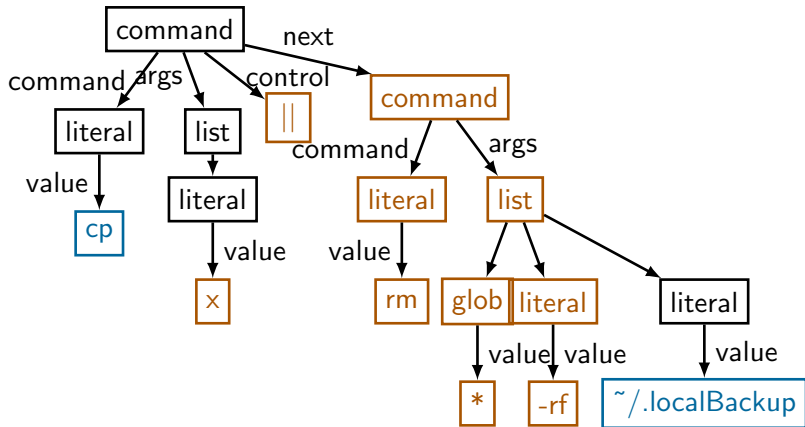 command
next
command
args
control
command
literal
list
||
command
args
value
literal
literal
list
cp
value
value
x
rm
glob
literal
literal
value
value
value
*
-rf
~/.localBackup